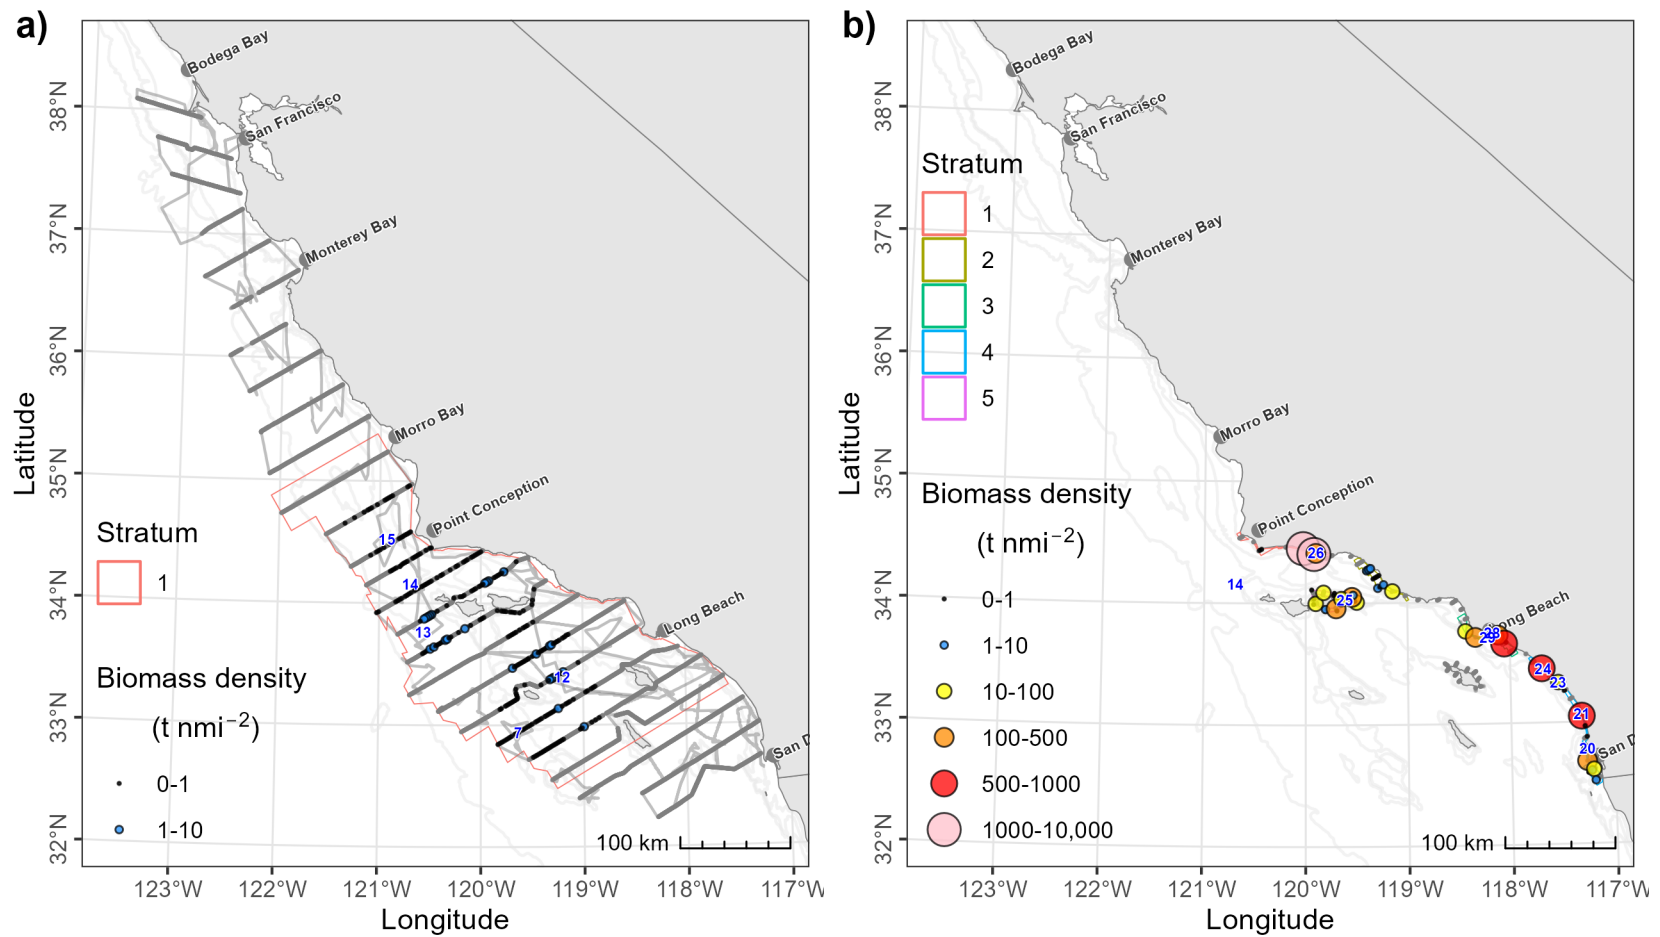 a)
Bodega Bay
San Francisco
Monterey Bay
Morro Bay
Point Conception
Long Beach
San D
15
14
13
12
7
Stratum
1
Biomass density
(t nmi⁻²)
0-1
1-10
100 km
38°N
37°N
36°N
35°N
34°N
33°N
32°N
Latitude
123°W
122°W
121°W
120°W
119°W
118°W
117°W
Longitude
b)
Bodega Bay
San Francisco
Monterey Bay
Morro Bay
Point Conception
ong Beach
San D
Stratum
1
2
3
4
5
Biomass density
(t nmi⁻²)
0-1
1-10
10-100
100-500
500-1000
1000-10,000
14
26
25
28
29
24
23
21
20
100 km
38°N
37°N
36°N
35°N
34°N
33°N
32°N
Latitude
123°W
122°W
121°W
120°W
119°W
118°W
117°W
Longitude